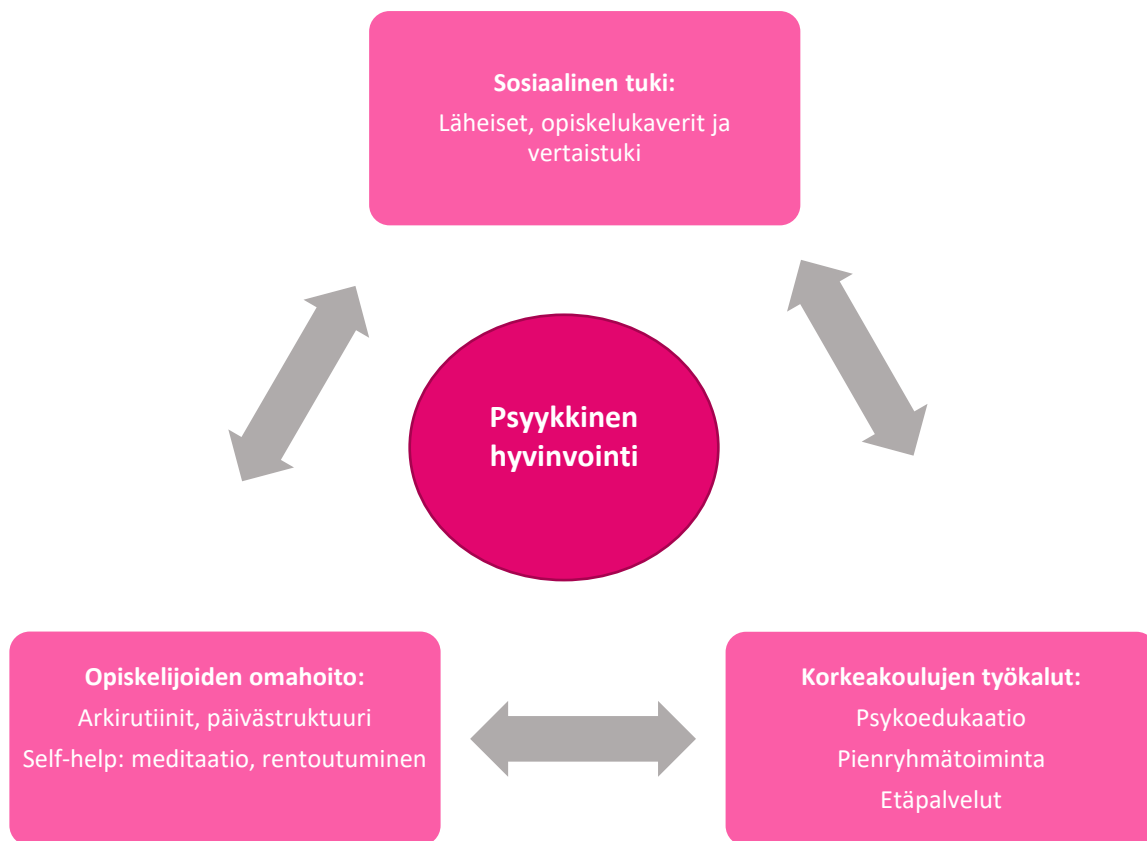 Sosiaalinen tuki:
Läheiset, opiskelukaverit ja
vertaistuki
Psyykkinen
hyvinvointi
Opiskelijoiden omahoito:
Arkirutiinit, päivästruktuuri
Self-help: meditaatio, rentoutuminen
Korkeakoulujen työkalut:
Psykoedukaatio
Pienryhmätoiminta
Etäpalvelut